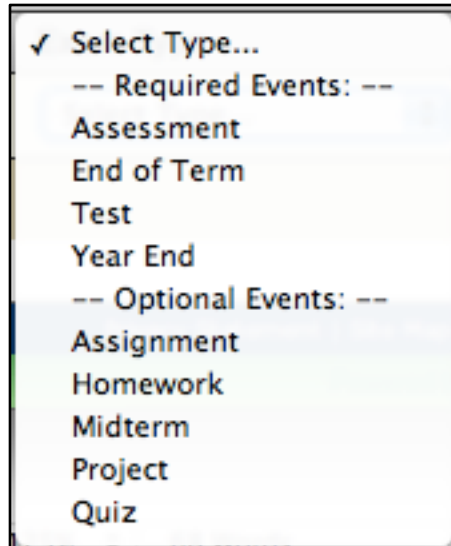 ✓ Select Type...
-- Required Events: --
Assessment
End of Term
Test
Year End
-- Optional Events: --
Assignment
Homework
Midterm
Project
Quiz